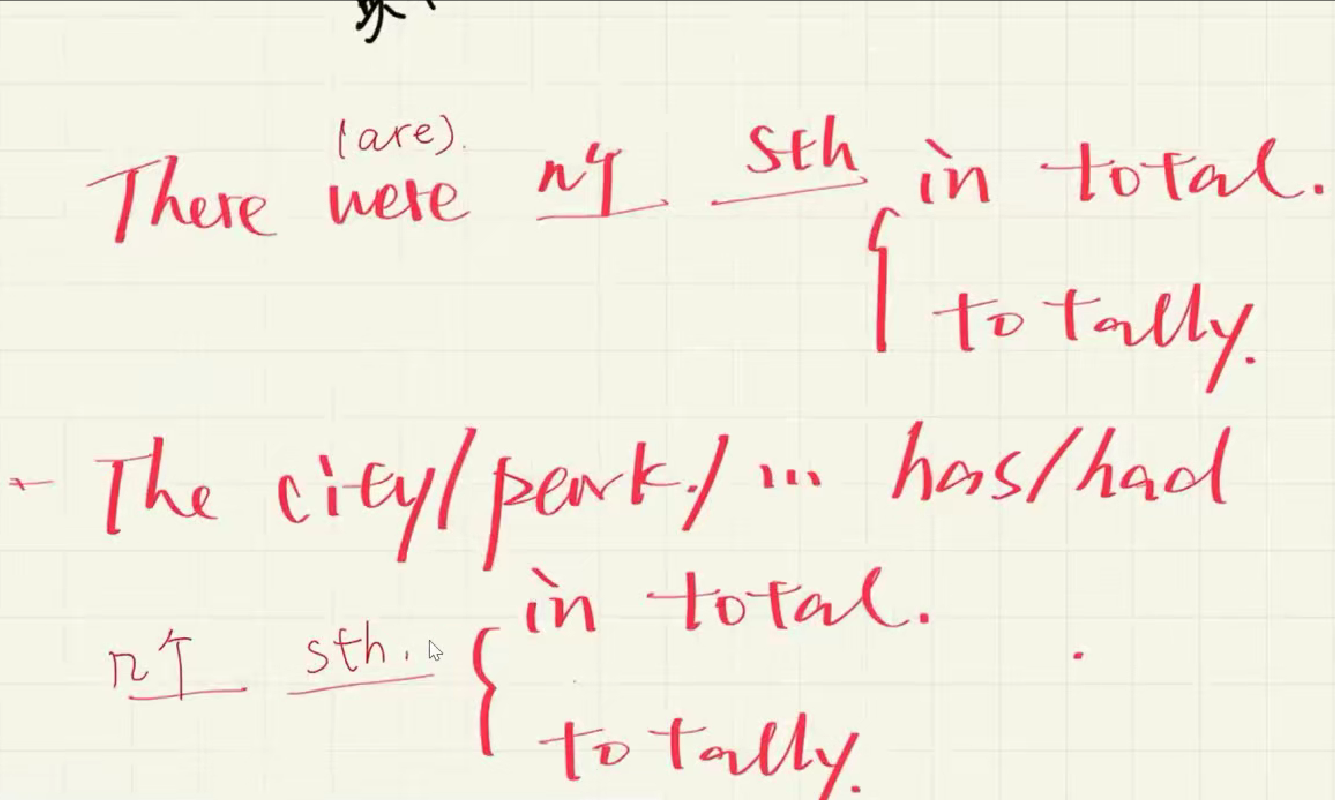 (are).
There were n个 sth in total.
totally.
- The city/park./... has/had
in total.
n个 sth.
totally.